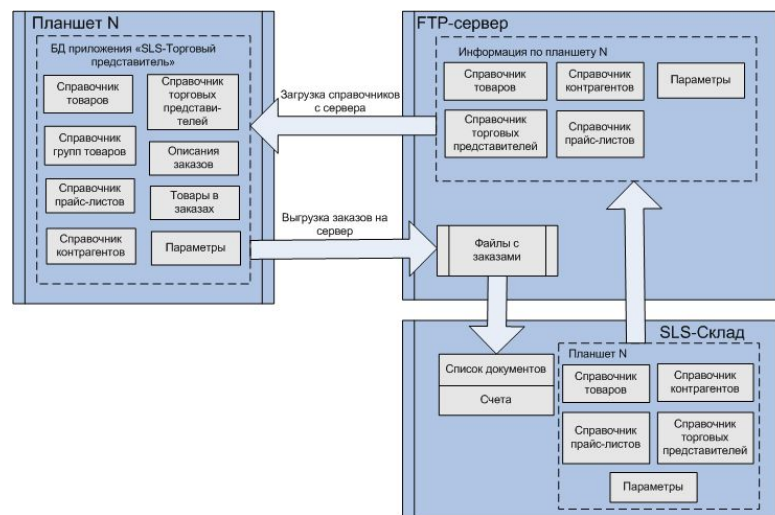 Планшет N
БД приложения «SLS-Торговый
представитель»
Справочник
товаров
Справочник
торговых
представи-
телей
Справочник
групп товаров
Описания
заказов
Справочник
прайс-листов
Товары в
заказах
Справочник
контрагентов
Параметры
Загрузка справочников
с сервера
Выгрузка заказов на
сервер
FTP-сервер
Информация по планшету N
Справочник
товаров
Справочник
контрагентов
Параметры
Справочник
торговых
представителей
Справочник
прайс-листов
Файлы с
заказами
SLS-Склад
Список документов
Счета
Планшет N
Справочник
товаров
Справочник
контрагентов
Справочник
прайс-листов
Справочник
торговых
представителей
Параметры